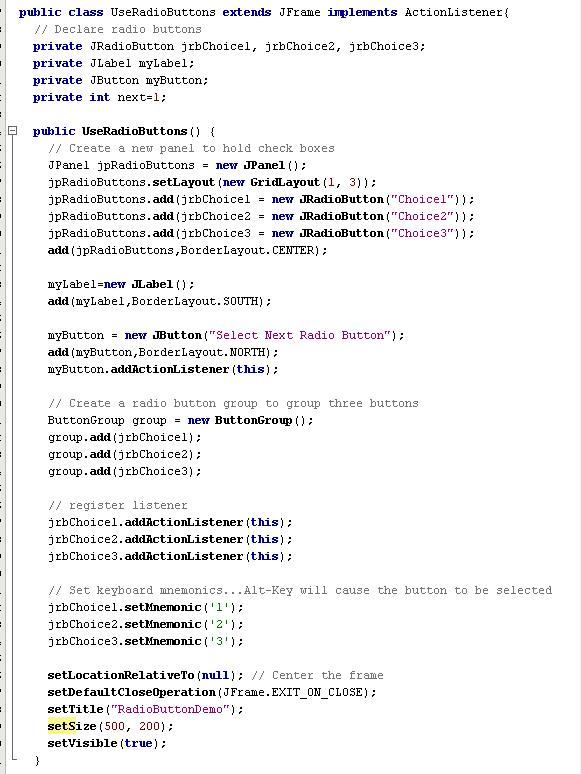 public class UseRadioButtons extends JFrame implements ActionListener{
// Declare radio buttons
private JRadioButton jrbChoice1, jrbChoice2, jrbChoice3;
private JLabel myLabel;
private JButton myButton;
private int next=1;
public UseRadioButtons() {
// Create a new panel to hold check boxes
JPanel jpRadioButtons = new JPanel();
jpRadioButtons.setLayout(new GridLayout(1, 3));
jpRadioButtons.add(jrbChoice1 = new JRadioButton("Choice1"));
jpRadioButtons.add(jrbChoice2 = new JRadioButton("Choice2"));
jpRadioButtons.add(jrbChoice3 = new JRadioButton("Choice3"));
add(jpRadioButtons,BorderLayout.CENTER);
myLabel=new JLabel();
add(myLabel,BorderLayout.SOUTH);
myButton = new JButton("Select Next Radio Button");
add(myButton,BorderLayout.NORTH);
myButton.addActionListener(this);
// Create a radio button group to group three buttons
ButtonGroup group = new ButtonGroup();
group.add(jrbChoice1);
group.add(jrbChoice2);
group.add(jrbChoice3);
// register listener
jrbChoice1.addActionListener(this);
jrbChoice2.addActionListener(this);
jrbChoice3.addActionListener(this);
// Set keyboard mnemonics...Alt-Key will cause the button to be selected
jrbChoice1.setMnemonic('1');
jrbChoice2.setMnemonic('2');
jrbChoice3.setMnemonic('3');
setLocationRelativeTo(null); // Center the frame
setDefaultCloseOperation(JFrame.EXIT_ON_CLOSE);
setTitle("RadioButtonDemo");
setSize(500, 200);
setVisible(true);
}